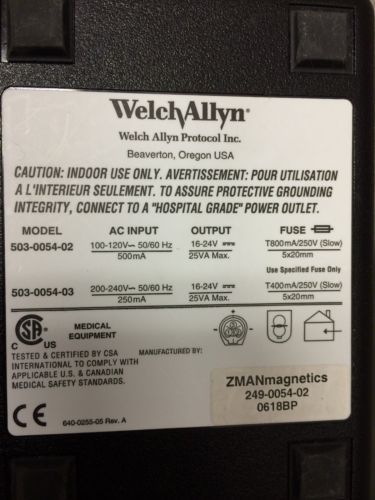 WelchAllyn®
Welch Allyn Protocol Inc.
Beaverton, Oregon USA
CAUTION: INDOOR USE ONLY. AVERTISSEMENT: POUR UTILISATION
A L'INTERIEUR SEULEMENT. TO ASSURE PROTECTIVE GROUNDING
INTEGRITY, CONNECT TO A "HOSPITAL GRADE" POWER OUTLET.
MODEL AC INPUT OUTPUT FUSE
503-0054-02 100-120V~ 50/60 Hz 16-24V T800mA/250V (Slow)
500mA 25VA Max. 5x20mm
Use Specified Fuse Only
503-0054-03 200-240V~ 50/60 Hz 16-24V T400mA/250V (Slow)
250mA 25VA Max. 5x20mm
C SA US ®
MEDICAL
EQUIPMENT
TESTED & CERTIFIED BY CSA
INTERNATIONAL TO COMPLY WITH
APPLICABLE U.S. & CANADIAN
MEDICAL SAFETY STANDARDS.
MANUFACTURED BY:
ZMANmagnetics
249-0054-02
0618BP
CE
640-0255-05 Rev. A